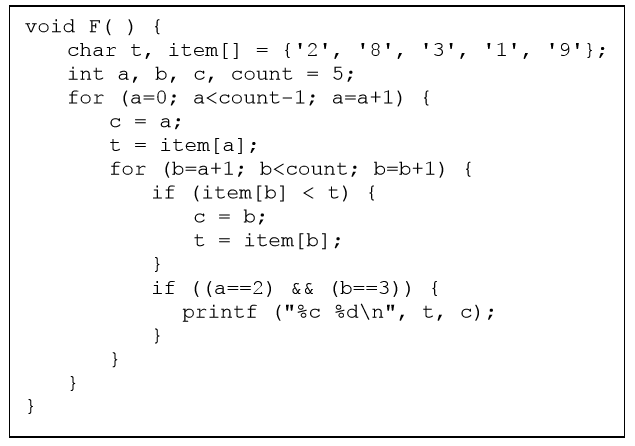 void F( ) {
char t, item[] = {'2', '8', '3', '1', '9'};
int a, b, c, count = 5;
for (a=0; a<count-1; a=a+1) {
c = a;
t = item[a];
for (b=a+1; b<count; b=b+1) {
if (item[b] < t) {
c = b;
t = item[b];
}
if ((a==2) && (b==3)) {
printf ("%c %d\n", t, c);
}
}
}
}